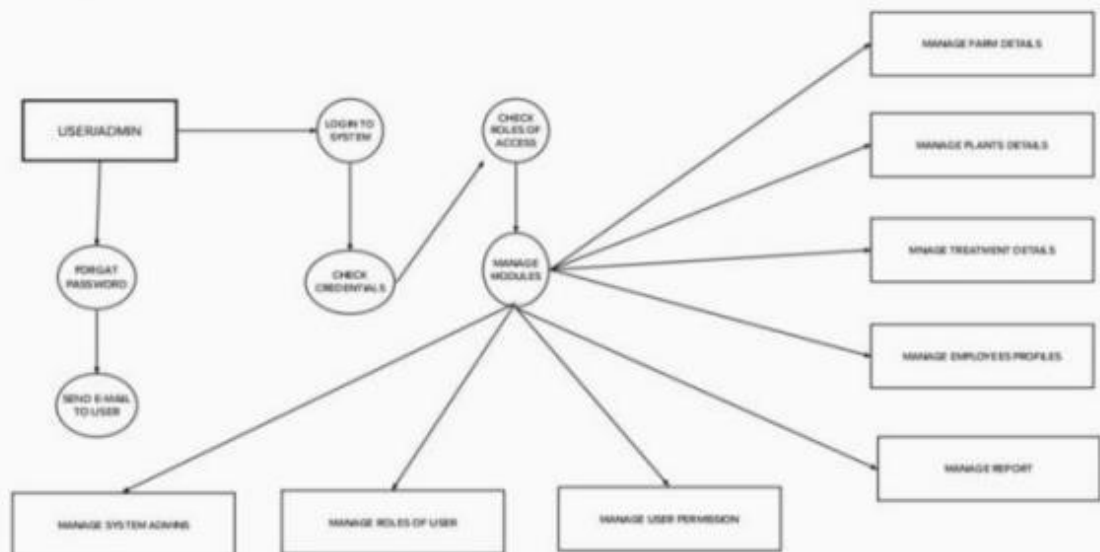 MANAGE FARM DETAILS
USER/ADMIN
LOGIN TO
SYSTEM
CHECK
ROLES OF
ACCESS
MANAGE PLANTS DETAILS
FORGAT
PASSWORD
CHECK
CREDENTIALS
MANAGE
MODULES
MNAGE TREATMENT DETAILS
MANAGE EMPLOYEES PROFILES
SEND E-MAIL
TO USER
MANAGE REPORT
MANAGE SYSTEM ADMINS
MANAGE ROLES OF USER
MANAGE USER PERMISSION